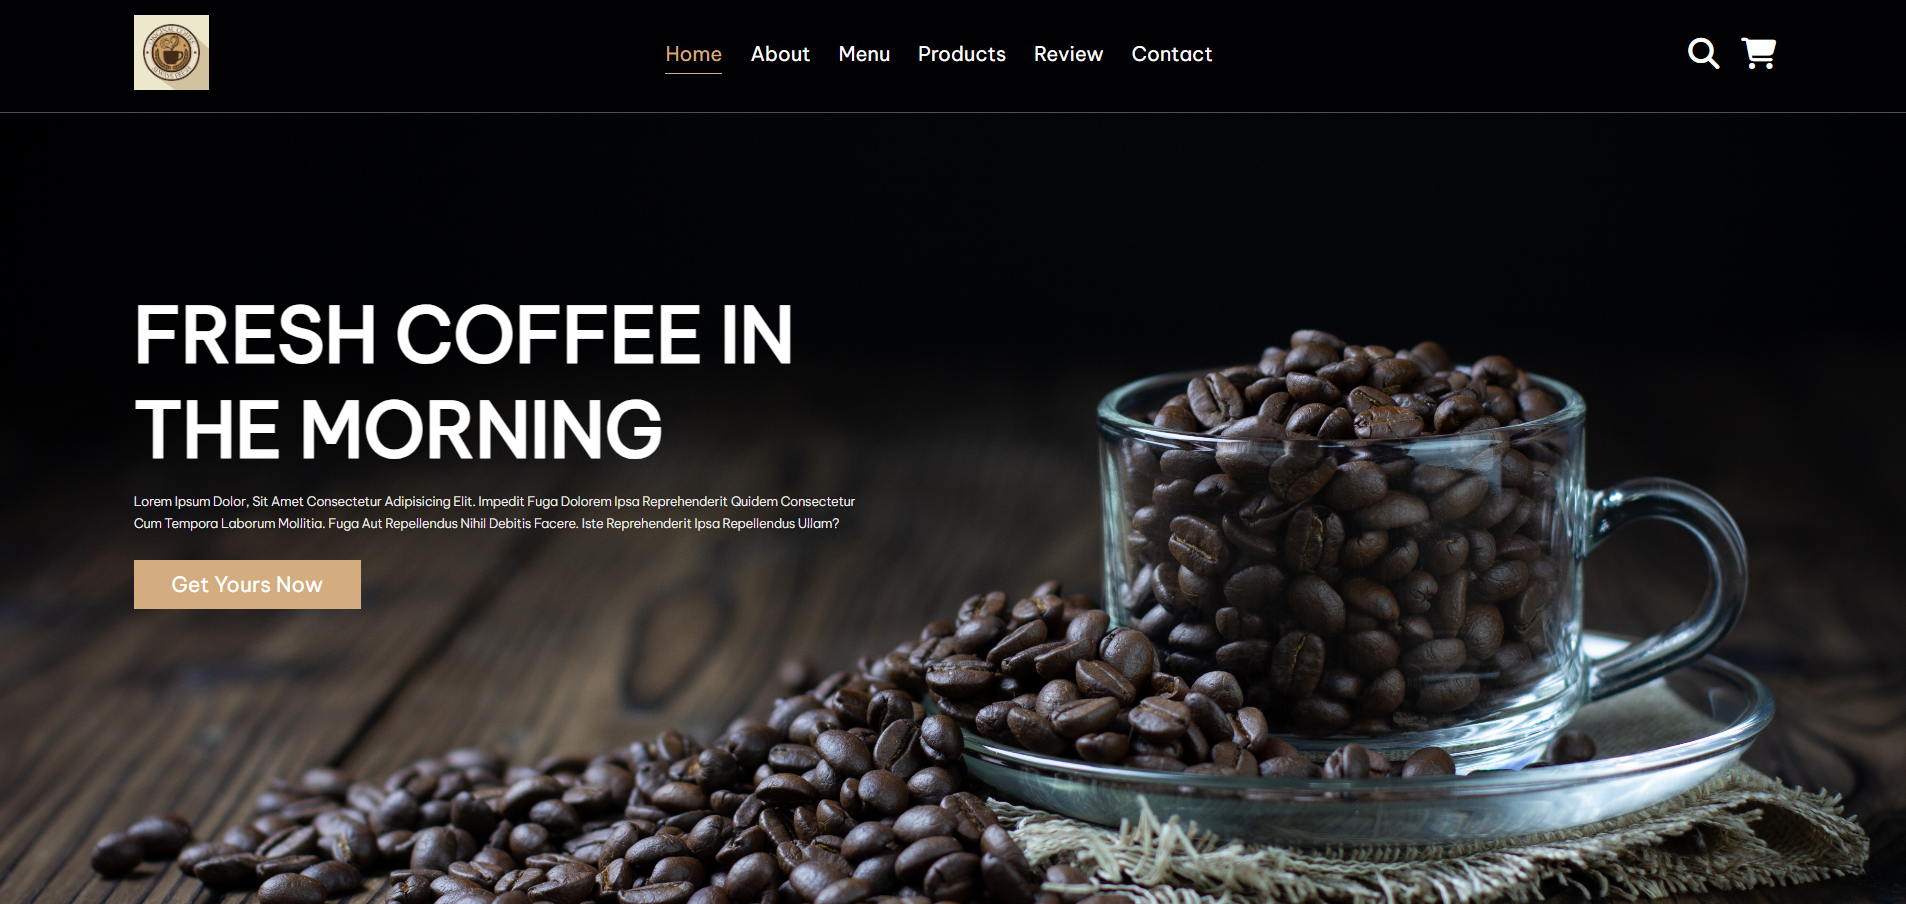 Home About Menu Products Review Contact
FRESH COFFEE IN
THE MORNING
Lorem Ipsum Dolor, Sit Amet Consectetur Adipisicing Elit. Impedit Fuga Dolorem Ipsa Reprehenderit Quidem Consectetur
Cum Tempora Laborum Mollitia. Fuga Aut Repellendus Nihil Debitis Facere. Iste Reprehenderit Ipsa Repellendus Ullam?
Get Yours Now